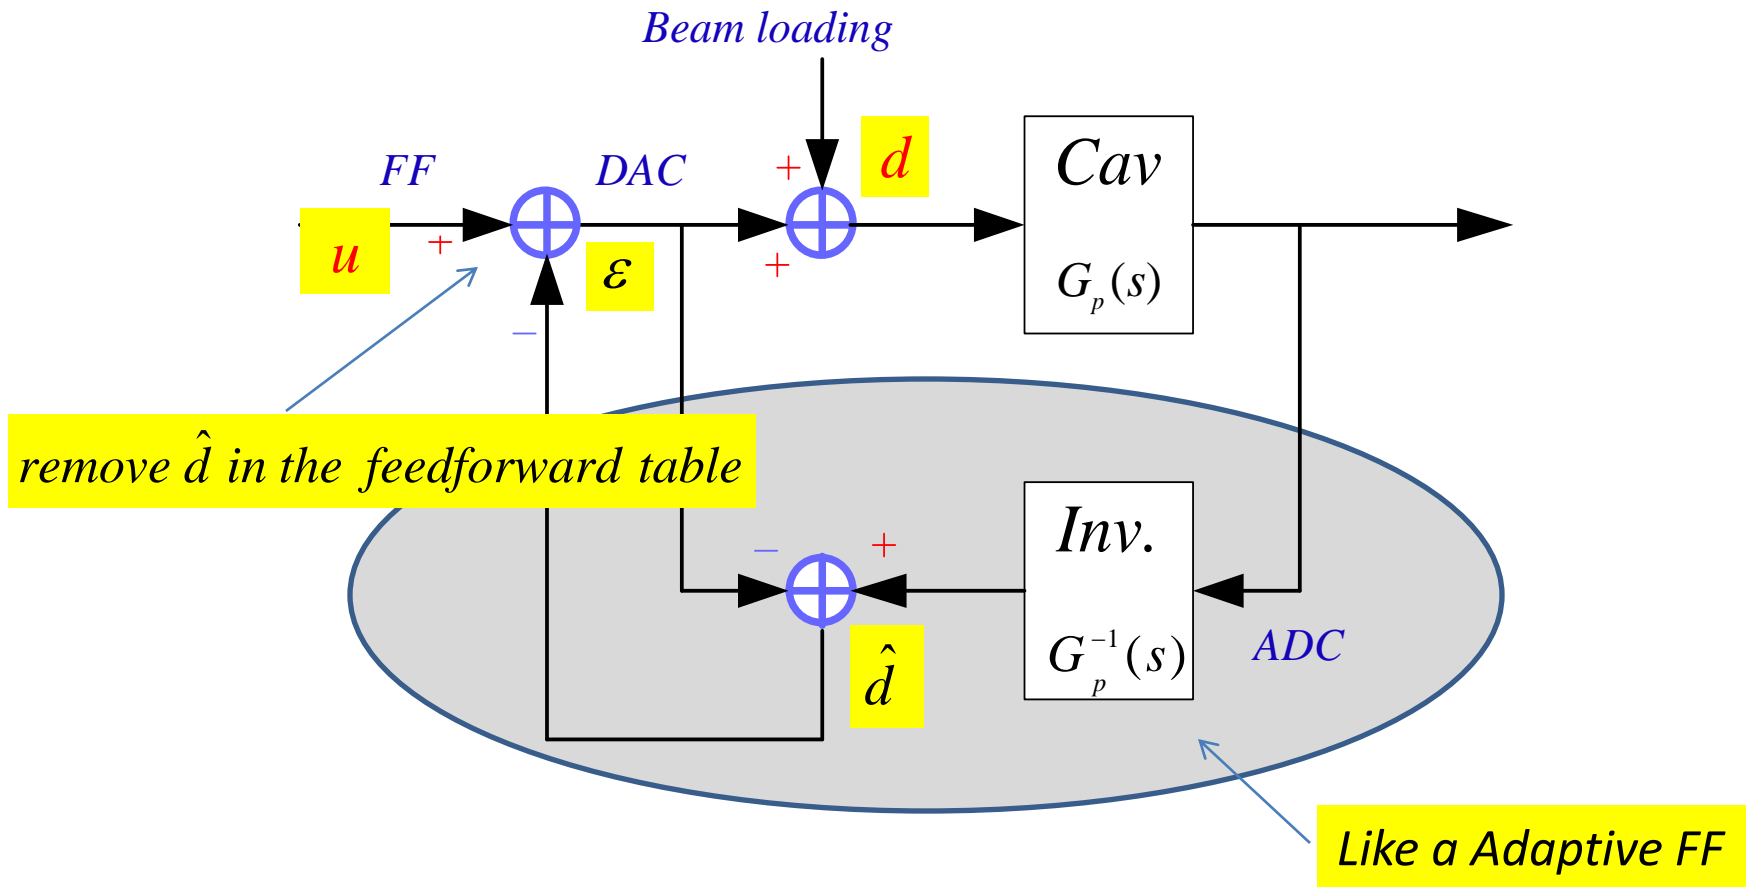 Beam loading
FF
DAC
+
d
Cav
u
+
ε
+
G_p(s)
−
remove d̂ in the feedforward table
−
+
Inv.
d̂
G_p^{-1}(s)
ADC
Like a Adaptive FF